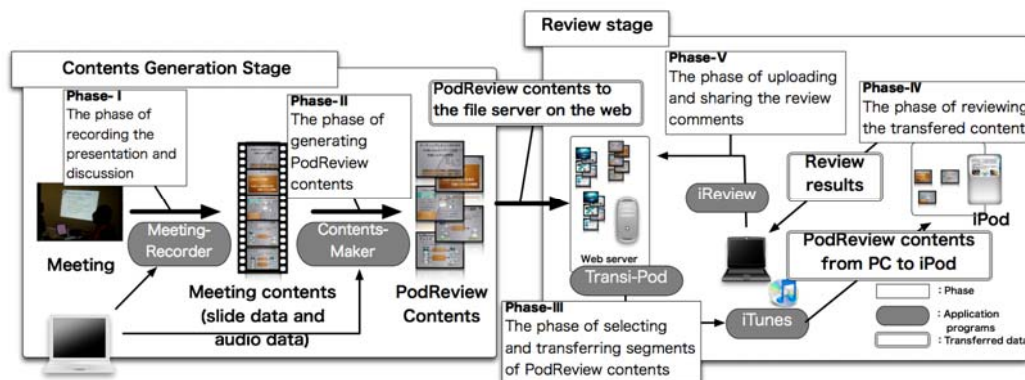 Contents Generation Stage
Phase- I
The phase of
recording the
presentation and
discussion
Phase-II
The phase of
generating
PodReview
contents
Meeting
Meeting-
Recorder
Meeting contents
(slide data and
audio data)
Contents-
Maker
PodReview
Contents
PodReview contents to
the file server on the web
Review stage
Phase-V
The phase of uploading
and sharing the review
comments
Phase-IV
The phase of reviewing
the transfered content
Review
results
iReview
iPod
Web server
Transi-Pod
PodReview contents
from PC to iPod
Phase-III
The phase of selecting
and transferring segments
of PodReview contents
iTunes
: Phase
: Application
programs
: Transferred data